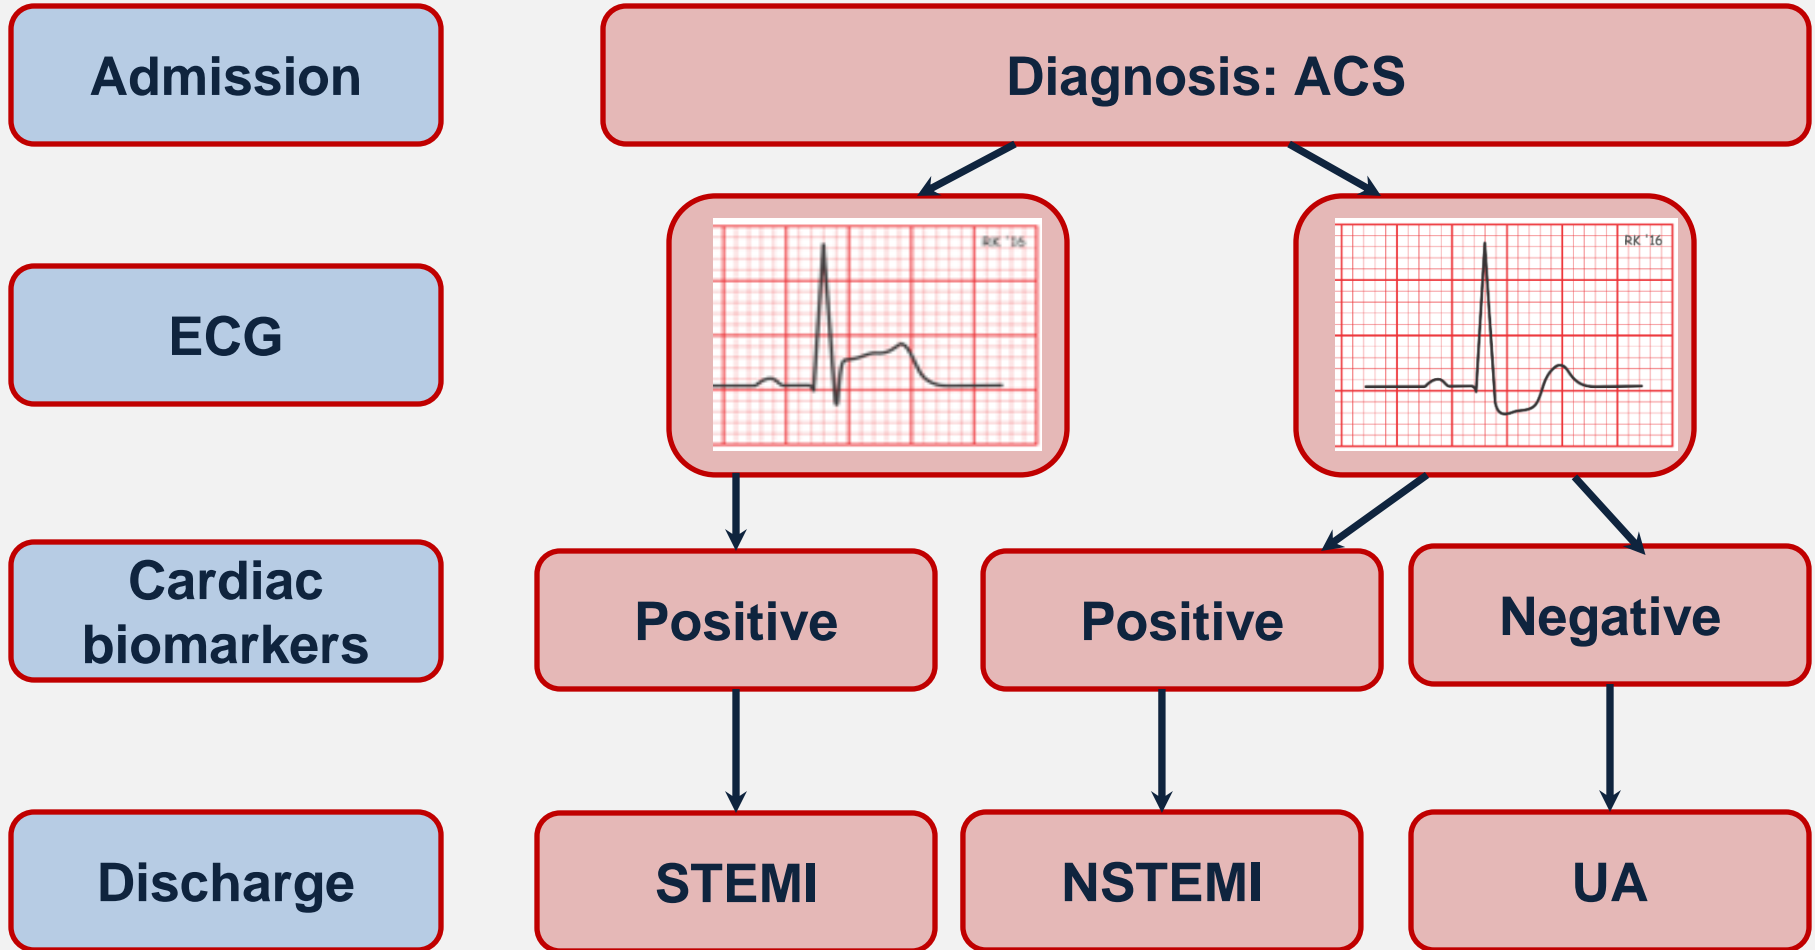 Admission
Diagnosis: ACS
RK '16
RK '16
ECG
Cardiac
biomarkers
Positive
Positive
Negative
Discharge
STEMI
NSTEMI
UA